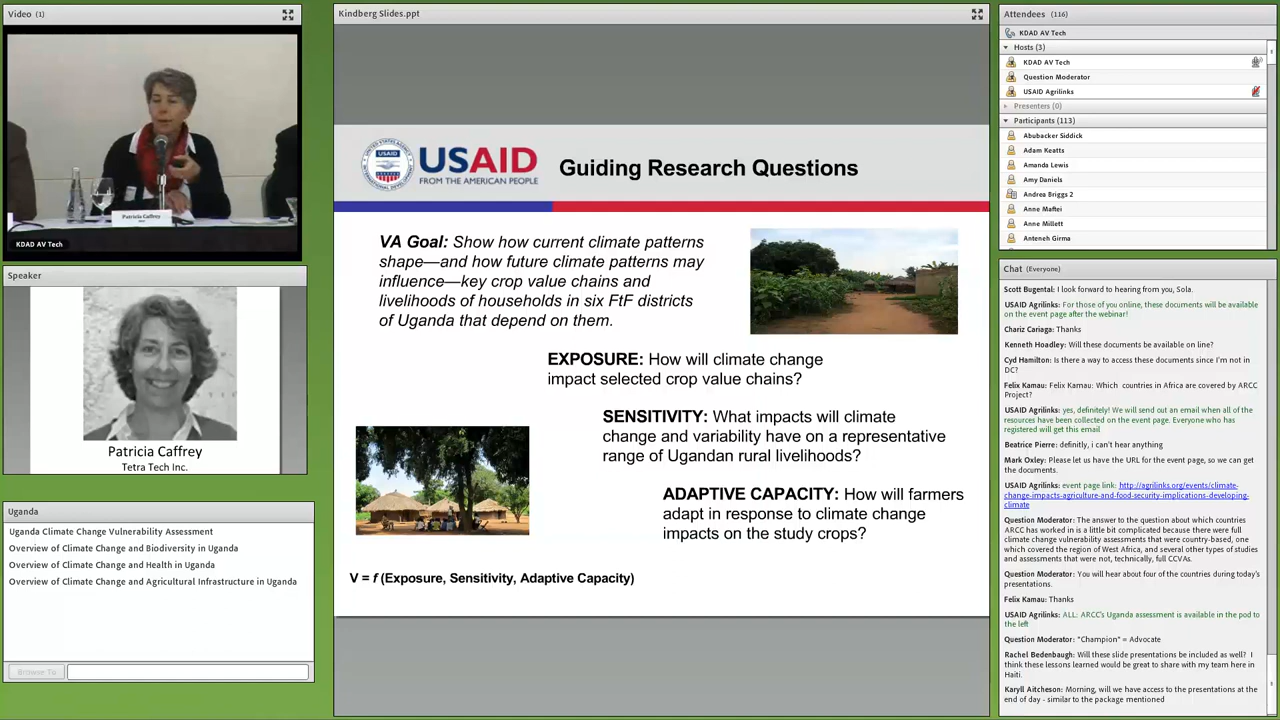 Video (1)
Patricia Caffrey
KDAD AV Tech
Speaker
Patricia Caffrey
Tetra Tech Inc.
Uganda
Uganda Climate Change Vulnerability Assessment
Overview of Climate Change and Biodiversity in Uganda
Overview of Climate Change and Health in Uganda
Overview of Climate Change and Agricultural Infrastructure in Uganda
Browse To
Kindberg Slides.ppt
USAID
FROM THE AMERICAN PEOPLE
Guiding Research Questions
VA Goal: Show how current climate patterns
shape—and how future climate patterns may
influence—key crop value chains and
livelihoods of households in six FtF districts
of Uganda that depend on them.
EXPOSURE: How will climate change
impact selected crop value chains?
SENSITIVITY: What impacts will climate
change and variability have on a representative
range of Ugandan rural livelihoods?
ADAPTIVE CAPACITY: How will farmers
adapt in response to climate change
impacts on the study crops?
V = f (Exposure, Sensitivity, Adaptive Capacity)
Attendees (116)
KDAD AV Tech
Hosts (3)
KDAD AV Tech
Question Moderator
USAID Agrilinks
Presenters (0)
Participants (113)
Abubacker Siddick
Adam Keatts
Amanda Lewis
Amy Daniels
Andrea Briggs 2
Anne Maftei
Anne Millett
Anteneh Girma
Chat (Everyone)
Scott Bugental: I look forward to hearing from you, Sola.
USAID Agrilinks: For those of you online, these documents will be available
on the event page after the webinar!
Chariz Cariaga: Thanks
Kenneth Hoadley: Will these documents be available on line?
Cyd Hamilton: Is there a way to access these documents since I'm not in
DC?
Felix Kamau: Felix Kamau: Which  countries in Africa are covered by ARCC
Project?
USAID Agrilinks: yes, definitely! We will send out an email when all of the
resources have been collected on the event page. Everyone who has
registered will get this email
Beatrice Pierre: definitly, i can't hear anything
Mark Oxley: Please let us have the URL for the event page, so we can get
the documents.
USAID Agrilinks: event page link: http://agrilinks.org/events/climate-
change-impacts-agriculture-and-food-security-implications-developing-
climate
Question Moderator: The answer to the question about which countries
ARCC has worked in is a little bit complicated because there were full
climate change vulnerability assessments that were country-based, one
which covered the region of West Africa, and several other types of studies
and assessments that were not, technically, full CCVAs.
Question Moderator: You will hear about four of the countries during today's
presentations.
Felix Kamau: Thanks
USAID Agrilinks: ALL: ARCC's Uganda assessment is available in the pod to
the left
Question Moderator: "Champion" = Advocate
Rachel Bedenbaugh: Will these slide presentations be included as well?  I
think these lessons learned would be great to share with my team here in
Haiti.
Karyll Aitcheson: Morning, will we have access to the presentations at the
end of day - similar to the package mentioned